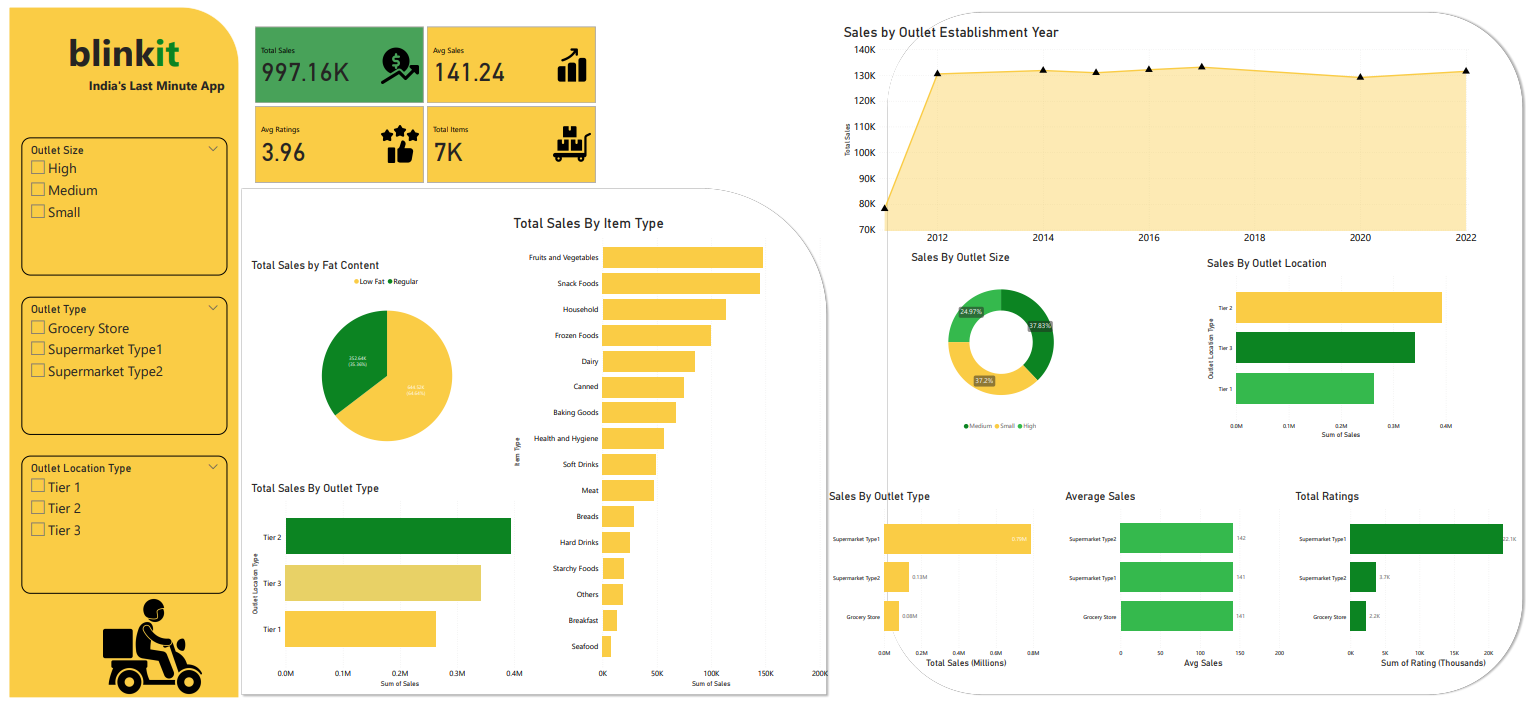 blinkit
India's Last Minute App
Outlet Size
High
Medium
Small
Outlet Type
Grocery Store
Supermarket Type1
Supermarket Type2
Outlet Location Type
Tier 1
Tier 2
Tier 3
Total Sales
997.16K
Avg Sales
141.24
Avg Ratings
3.96
Total Items
7K
Total Sales by Fat Content
Low Fat Regular
352.64K
(35.36%)
(64.64%)
Total Sales By Outlet Type
Outlet Location Type
Tier 2
Tier 3
Tier 1
0.0M 0.1M 0.2M 0.3M 0.4M
Sum of Sales
Total Sales By Item Type
Item Type
Fruits and Vegetables
Snack Foods
Household
Frozen Foods
Dairy
Canned
Baking Goods
Health and Hygiene
Soft Drinks
Meat
Breads
Hard Drinks
Starchy Foods
Others
Breakfast
Seafood
0K 50K 100K 150K 200K
Sum of Sales
Sales by Outlet Establishment Year
Total Sales
140K
130K
120K
110K
100K
90K
80K
70K
2012 2014 2016 2018 2020 2022
Sales By Outlet Size
24.97%
37.83%
37.2%
Medium Small High
Sales By Outlet Location
Outlet Location Type
Tier 2
Tier 3
Tier 1
0.0M 0.1M 0.2M 0.3M 0.4M
Sum of Sales
Sales By Outlet Type
Supermarket Type1 0.78M
Supermarket Type2 0.13M
Grocery Store 0.08M
0.0M 0.2M 0.4M 0.6M 0.8M
Total Sales (Millions)
Average Sales
Supermarket Type2 142
Supermarket Type1 141
Grocery Store 141
0 50 100 150 200
Avg Sales
Total Ratings
Supermarket Type1 22.1K
Supermarket Type2 3.7K
Grocery Store 2.2K
0K 5K 10K 15K 20K
Sum of Rating (Thousands)